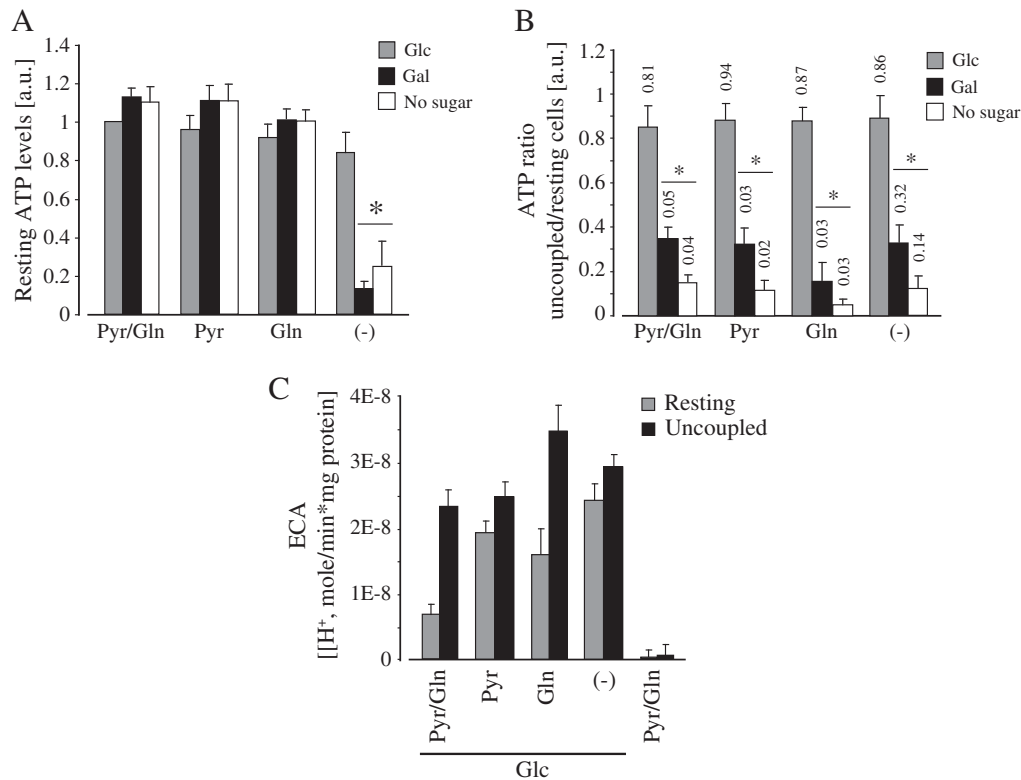 A
Resting ATP levels [a.u.]
1.4
1.2
1
0.8
0.6
0.4
0.2
0
Glc
Gal
No sugar
*
Pyr/Gln Pyr Gln (-)
B
ATP ratio
uncoupled/resting cells [a.u.]
1.2
1
0.8
0.6
0.4
0.2
0
Glc
Gal
No sugar
0.81 0.94 0.87 0.86
* * * *
0.05 0.04 0.03 0.02 0.03 0.03 0.32 0.14
Pyr/Gln Pyr Gln (-)
C
ECA
[[H⁺, mole/min*mg protein]
4E-8
3E-8
2E-8
1E-8
0
Resting
Uncoupled
Pyr/Gln Pyr Gln (-) Pyr/Gln
Glc